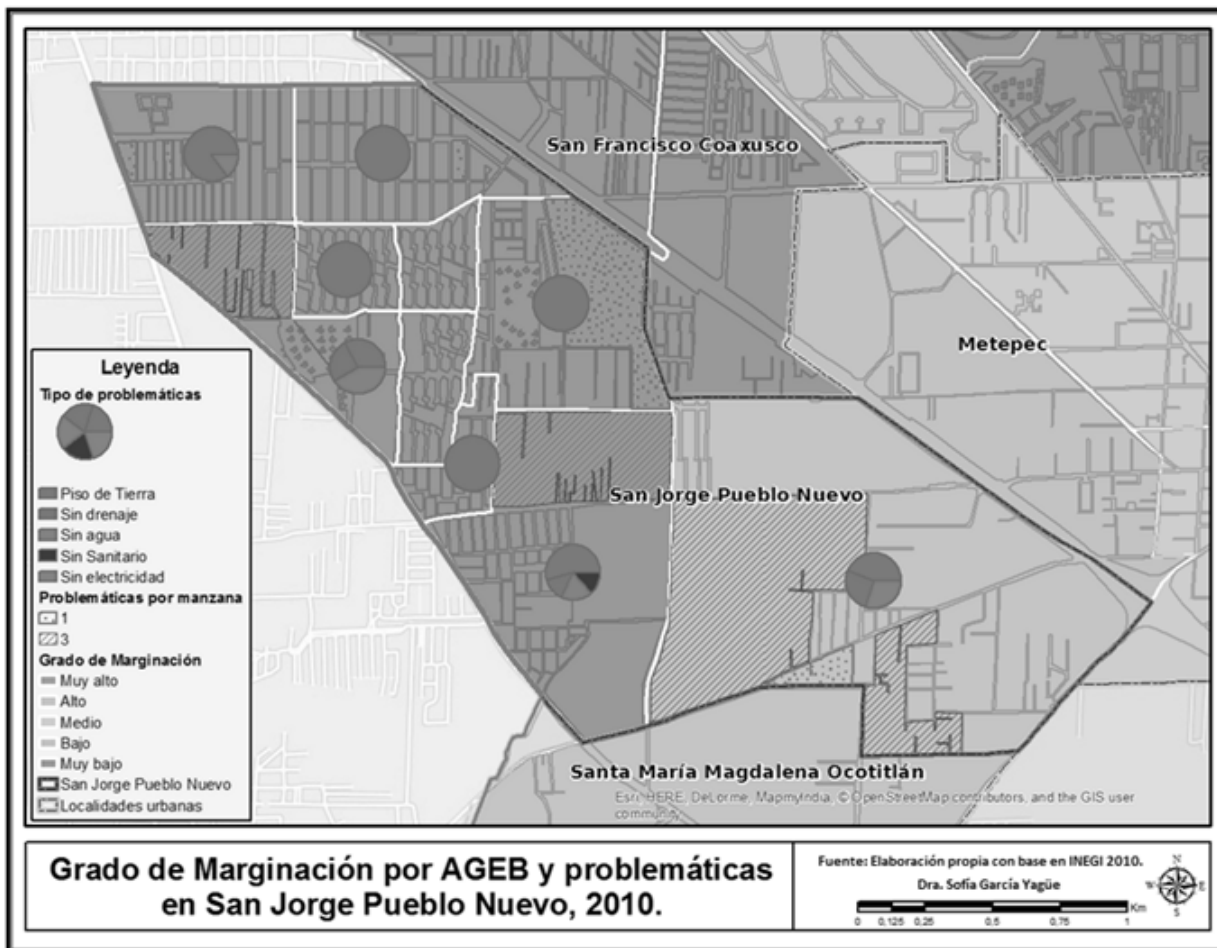 San Francisco Coaxusco
Metepec
San Jorge Pueblo Nuevo
Santa María Magdalena Ocotitlán
Esri, HERE, DeLorme, MapmyIndia, © OpenStreetMap contributors, and the GIS user
community
Leyenda
Tipo de problemáticas
Piso de Tierra
Sin drenaje
Sin agua
Sin Sanitario
Sin electricidad
Problemáticas por manzana
1
3
Grado de Marginación
Muy alto
Alto
Medio
Bajo
Muy bajo
San Jorge Pueblo Nuevo
Localidades urbanas
Grado de Marginación por AGEB y problemáticas
en San Jorge Pueblo Nuevo, 2010.
Fuente: Elaboración propia con base en INEGI 2010.
Dra. Sofía García Yagüe
N
W E
S
Km
0 0,125 0,25 0,5 0,75 1